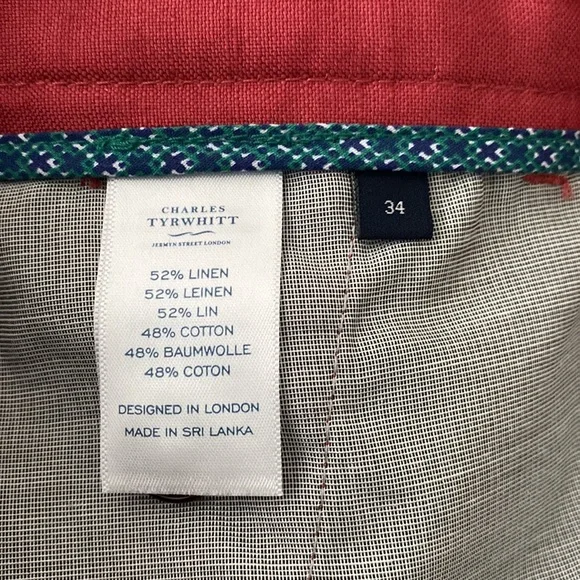 CHARLES
TYRWHITT
JERMYN STREET LONDON
52% LINEN
52% LEINEN
52% LIN
48% COTTON
48% BAUMWOLLE
48% COTON
DESIGNED IN LONDON
MADE IN SRI LANKA
34